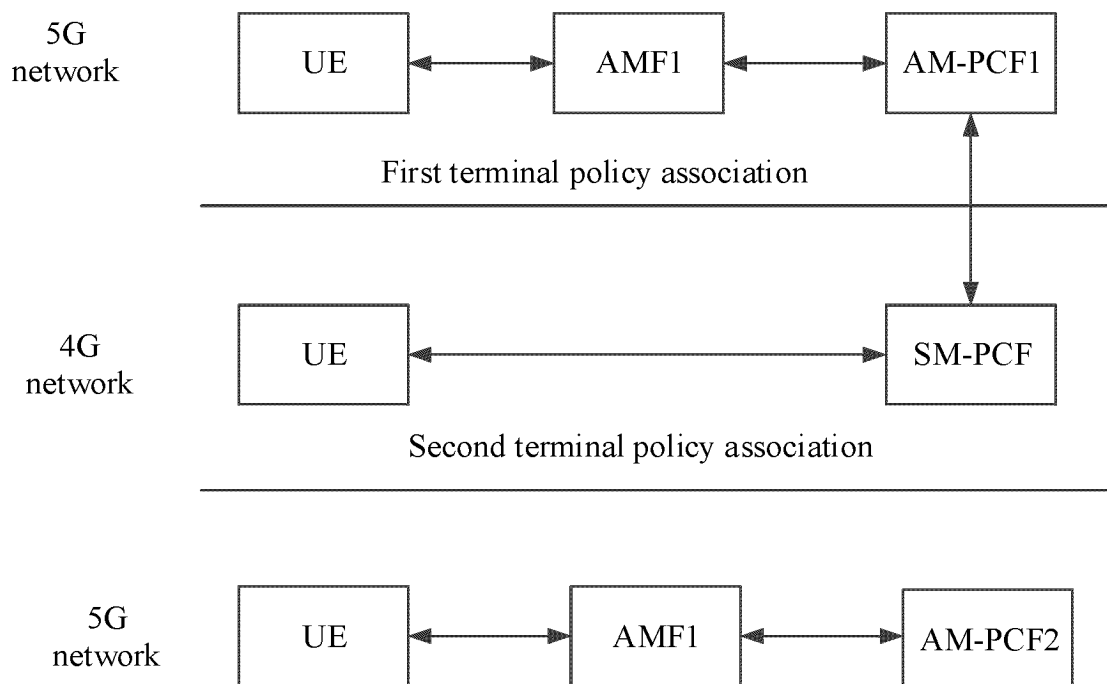 5G
network
UE
AMF1
AM-PCF1
First terminal policy association
4G
network
UE
SM-PCF
Second terminal policy association
5G
network
UE
AMF1
AM-PCF2